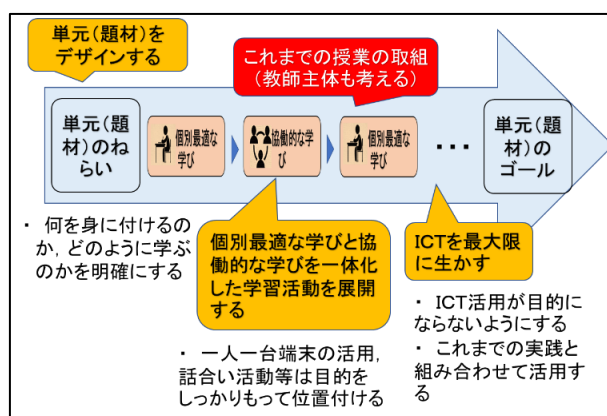 単元(題材)を
デザインする
これまでの授業の取組
(教師主体も考える)
単元(題
材)のね
らい
個別最適な
学び
協働的な学
び
個別最適な
学び
・・・
単元(題
材)の
ゴール
・ 何を身に付けるの
か,どのように学ぶ
のかを明確にする
個別最適な学びと協
働的な学びを一体化
した学習活動を展開
する
・ 一人一台端末の活用,
話合い活動等は目的を
しっかりもって位置付ける
ICTを最大限
に生かす
・ ICT活用が目的に
ならないようにする
・ これまでの実践と
組み合わせて活用す
る